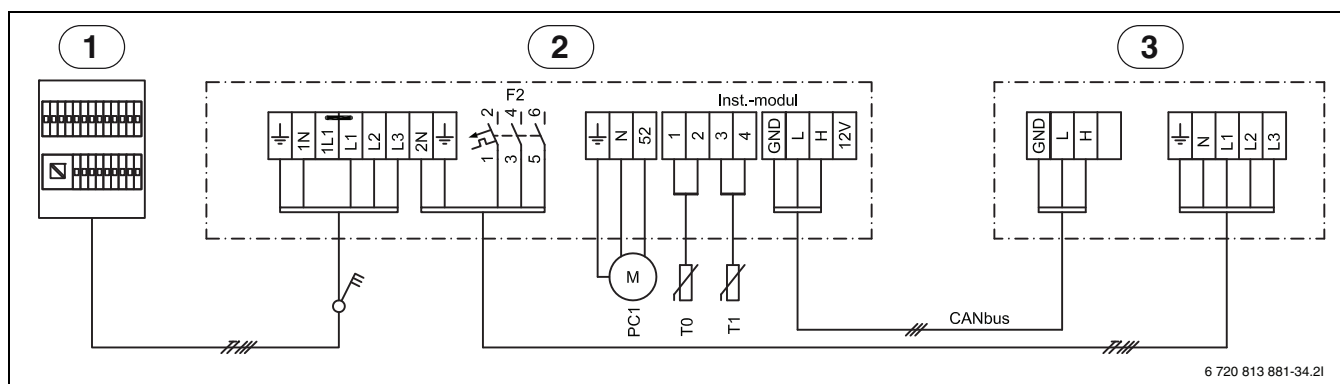 1
2
3
F2
Inst.-modul
1N
1L1
L1
L2
L3
2N
2
4
6
1
3
5
N
52
1
2
3
4
GND
L
H
12V
GND
L
H
N
L1
L2
L3
M
PC1
T0
T1
CANbus
6 720 813 881-34.2I